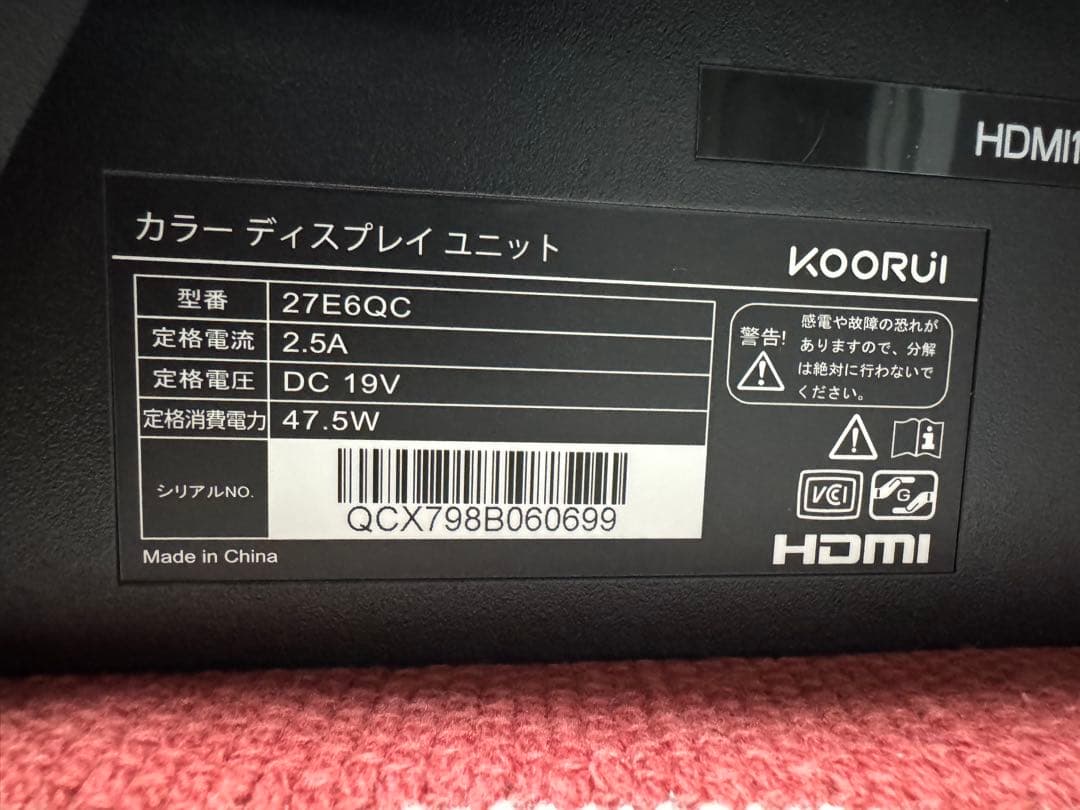 HDMI1
カラー ディスプレイ ユニット
KOORUI
型番 27E6QC
定格電流 2.5A
定格電圧 DC 19V
定格消費電力 47.5W
シリアルNO. QCX798B060699
Made in China
警告!
感電や故障の恐れが
ありますので、分解
は絶対に行わないで
ください。
VCI
G
HDMI